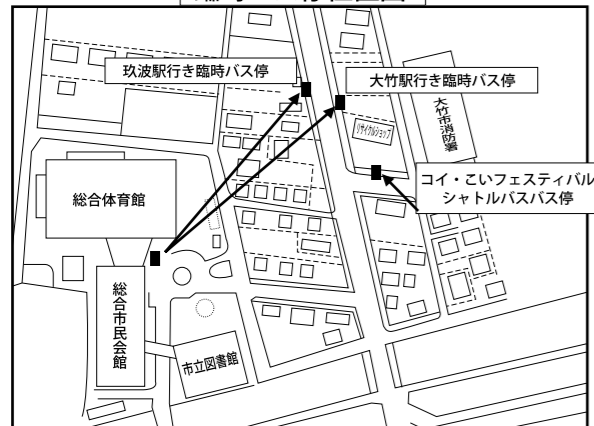 玖波駅行き臨時バス停
大竹駅行き臨時バス停
大竹市消防署
リサイクルショップ
コイ・こいフェスティバル
シャトルバスバス停
総合体育館
総合市民会館
市立図書館